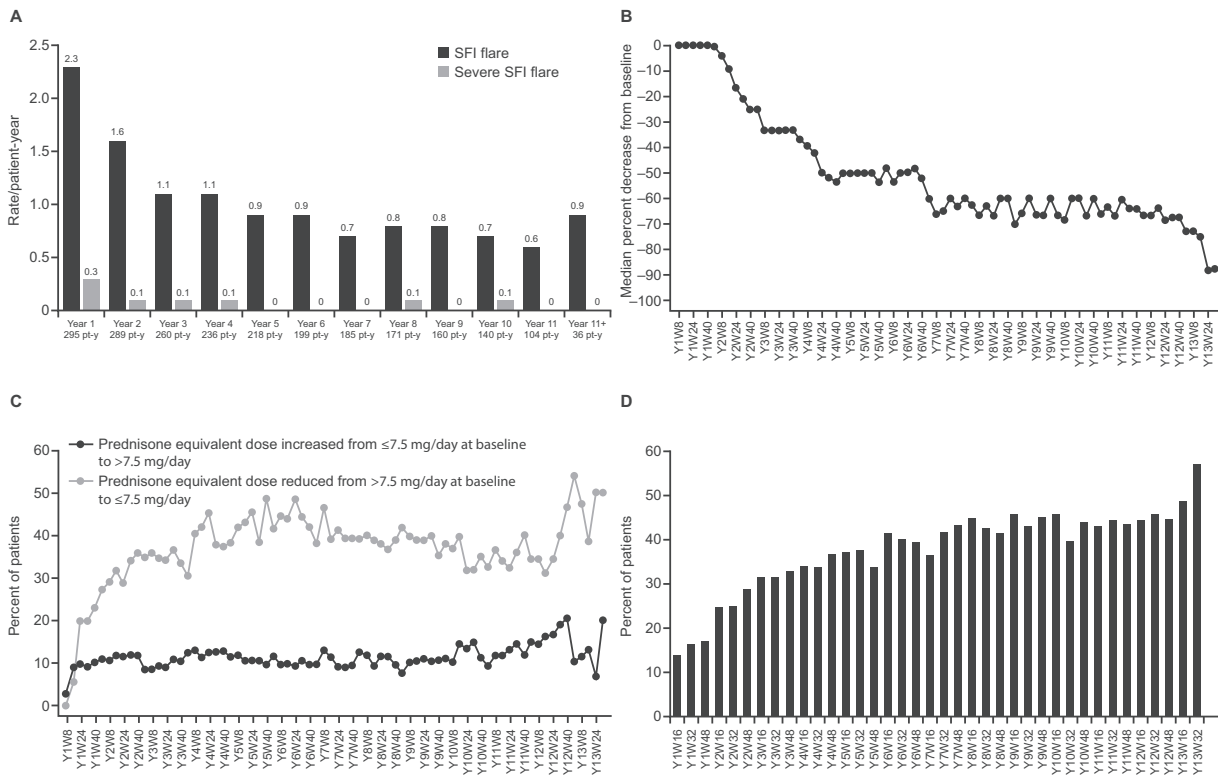 A
2.5
2.0
1.5
1.0
0.5
0
Rate/patient-year
SFI flare
Severe SFI flare
2.3
0.3
1.6
0.1
1.1
0.1
1.1
0.1
0.9
0
0.9
0
0.7
0
0.8
0.1
0.8
0
0.7
0.1
0.6
0
0.9
0
Year 1 Year 2 Year 3 Year 4 Year 5 Year 6 Year 7 Year 8 Year 9 Year 10 Year 11 Year 11+
295 pt-y 289 pt-y 260 pt-y 236 pt-y 218 pt-y 199 pt-y 185 pt-y 171 pt-y 160 pt-y 140 pt-y 104 pt-y 36 pt-y
B
0
–10
–20
–30
–40
–50
–60
–70
–80
–90
–100
Median percent decrease from baseline
Y1W8
Y1W24
Y1W40
Y2W8
Y2W24
Y2W40
Y3W8
Y3W24
Y3W40
Y4W8
Y4W24
Y4W40
Y5W8
Y5W24
Y5W40
Y6W8
Y6W24
Y6W40
Y7W8
Y7W24
Y7W40
Y8W8
Y8W24
Y8W40
Y9W8
Y9W24
Y9W40
Y10W8
Y10W24
Y10W40
Y11W8
Y11W24
Y11W40
Y12W8
Y12W24
Y12W40
Y13W8
Y13W24
C
60
50
40
30
20
10
0
Percent of patients
Prednisone equivalent dose increased from ≤7.5 mg/day at baseline
to >7.5 mg/day
Prednisone equivalent dose reduced from >7.5 mg/day at baseline
to ≤7.5 mg/day
Y1W8
Y1W24
Y1W40
Y2W8
Y2W24
Y2W40
Y3W8
Y3W24
Y3W40
Y4W8
Y4W24
Y4W40
Y5W8
Y5W24
Y5W40
Y6W8
Y6W24
Y6W40
Y7W8
Y7W24
Y7W40
Y8W8
Y8W24
Y8W40
Y9W8
Y9W24
Y9W40
Y10W8
Y10W24
Y10W40
Y11W8
Y11W24
Y11W40
Y12W8
Y12W24
Y12W40
Y13W8
Y13W24
D
60
50
40
30
20
10
0
Percent of patients
Y1W16
Y1W32
Y1W48
Y2W16
Y2W32
Y2W48
Y3W16
Y3W32
Y3W48
Y4W16
Y4W32
Y4W48
Y5W16
Y5W32
Y5W48
Y60W16
Y6W32
Y6W48
Y77W16
Y7W32
Y7W48
Y80W16
Y8W32
Y8W48
Y90W16
Y9W32
Y9W48
Y10W16
Y10W32
Y10W48
Y11W16
Y11W32
Y11W48
Y12W16
Y12W32
Y12W48
Y13W16
Y13W32